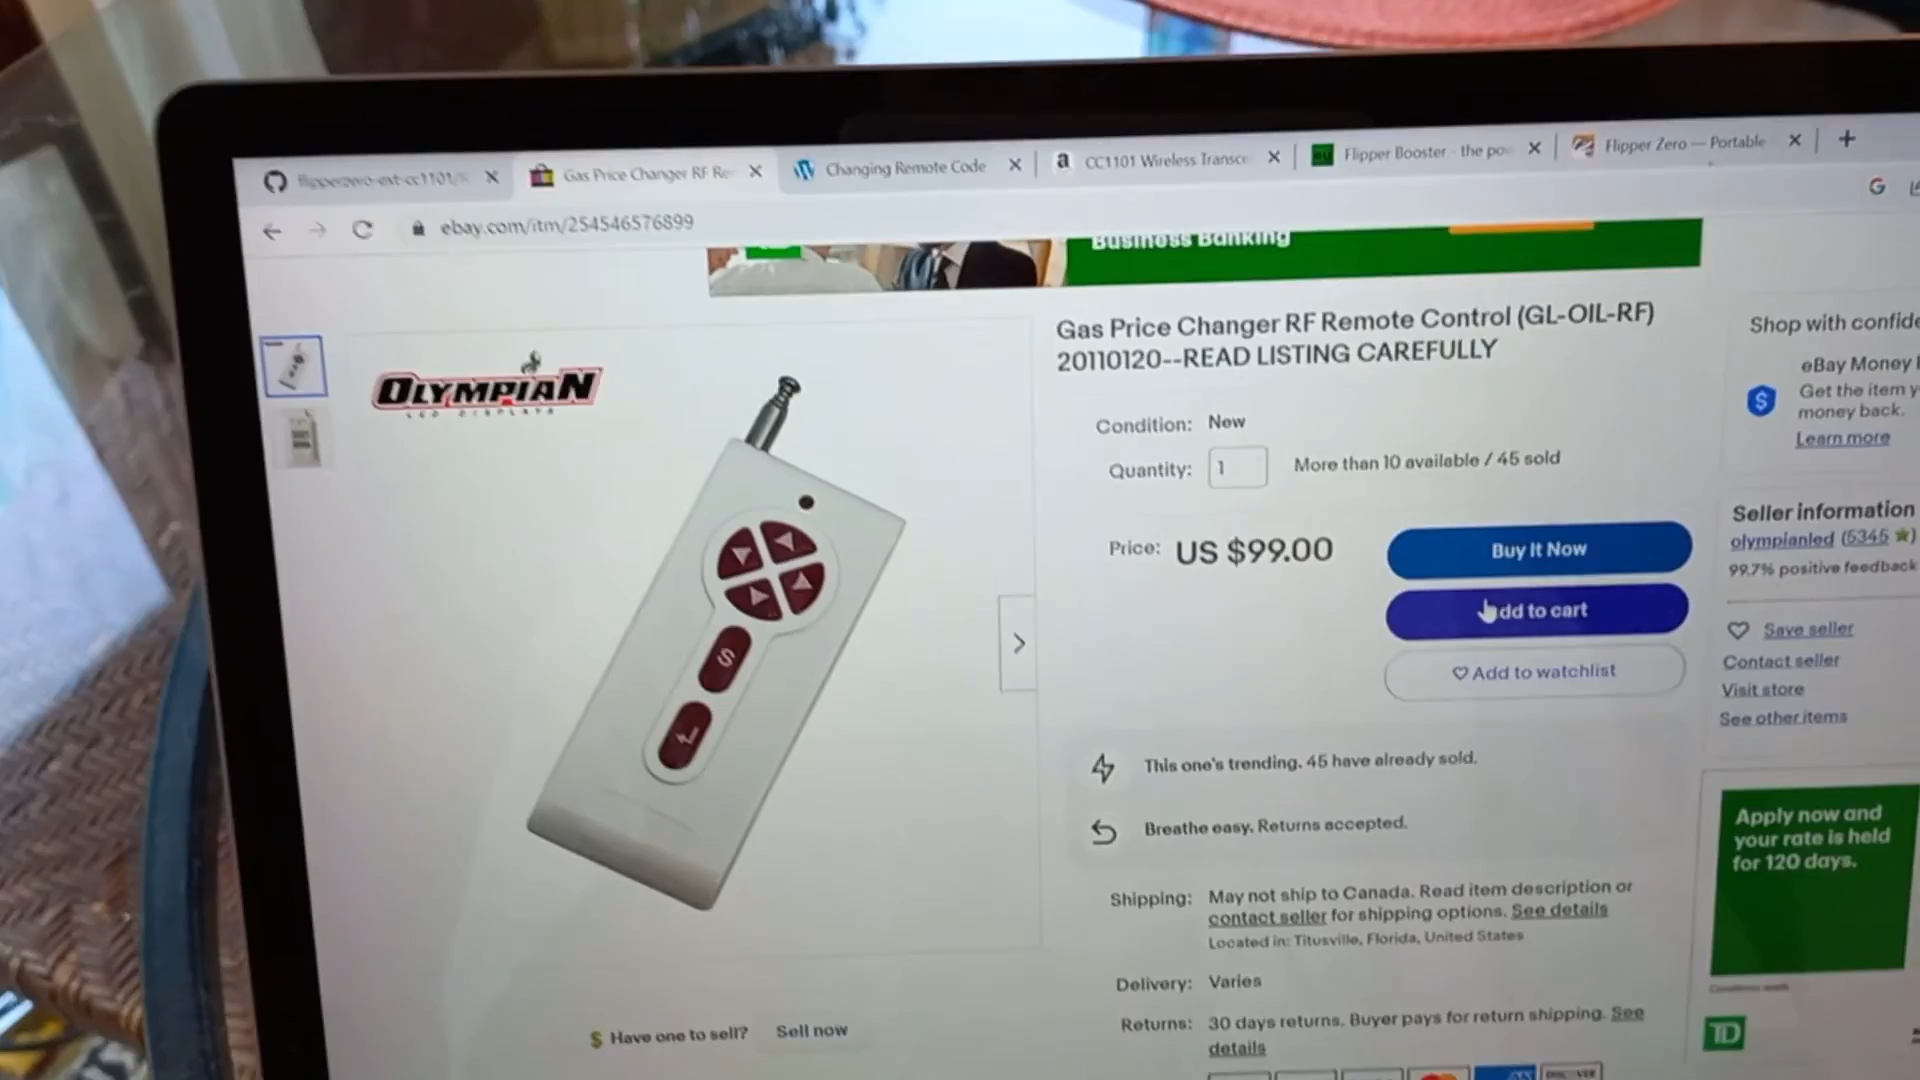 flipperzero-ext-cc1101/
Gas Price Changer RF Re
Changing Remote Code
a CC1101 Wireless Transce
Flipper Booster - the po
Flipper Zero — Portable
ebay.com/itm/254546576899
Business Banking
OLYMPIAN
LED DISPLAYS
S
Gas Price Changer RF Remote Control (GL-OIL-RF)
20110120--READ LISTING CAREFULLY
Condition: New
Quantity: 1 More than 10 available / 45 sold
Price: US $99.00
Buy It Now
Add to cart
Add to watchlist
This one's trending. 45 have already sold.
Breathe easy. Returns accepted.
Shipping: May not ship to Canada. Read item description or
contact seller for shipping options. See details
Located in: Titusville, Florida, United States
Delivery: Varies
Returns: 30 days returns. Buyer pays for return shipping. See
details
$ Have one to sell? Sell now
Shop with confide
eBay Money
Get the item y
money back.
Learn more
Seller information
olympianled (5345 ★)
99.7% positive feedback
Save seller
Contact seller
Visit store
See other items
Apply now and
your rate is held
for 120 days.
TD
DISCOVER